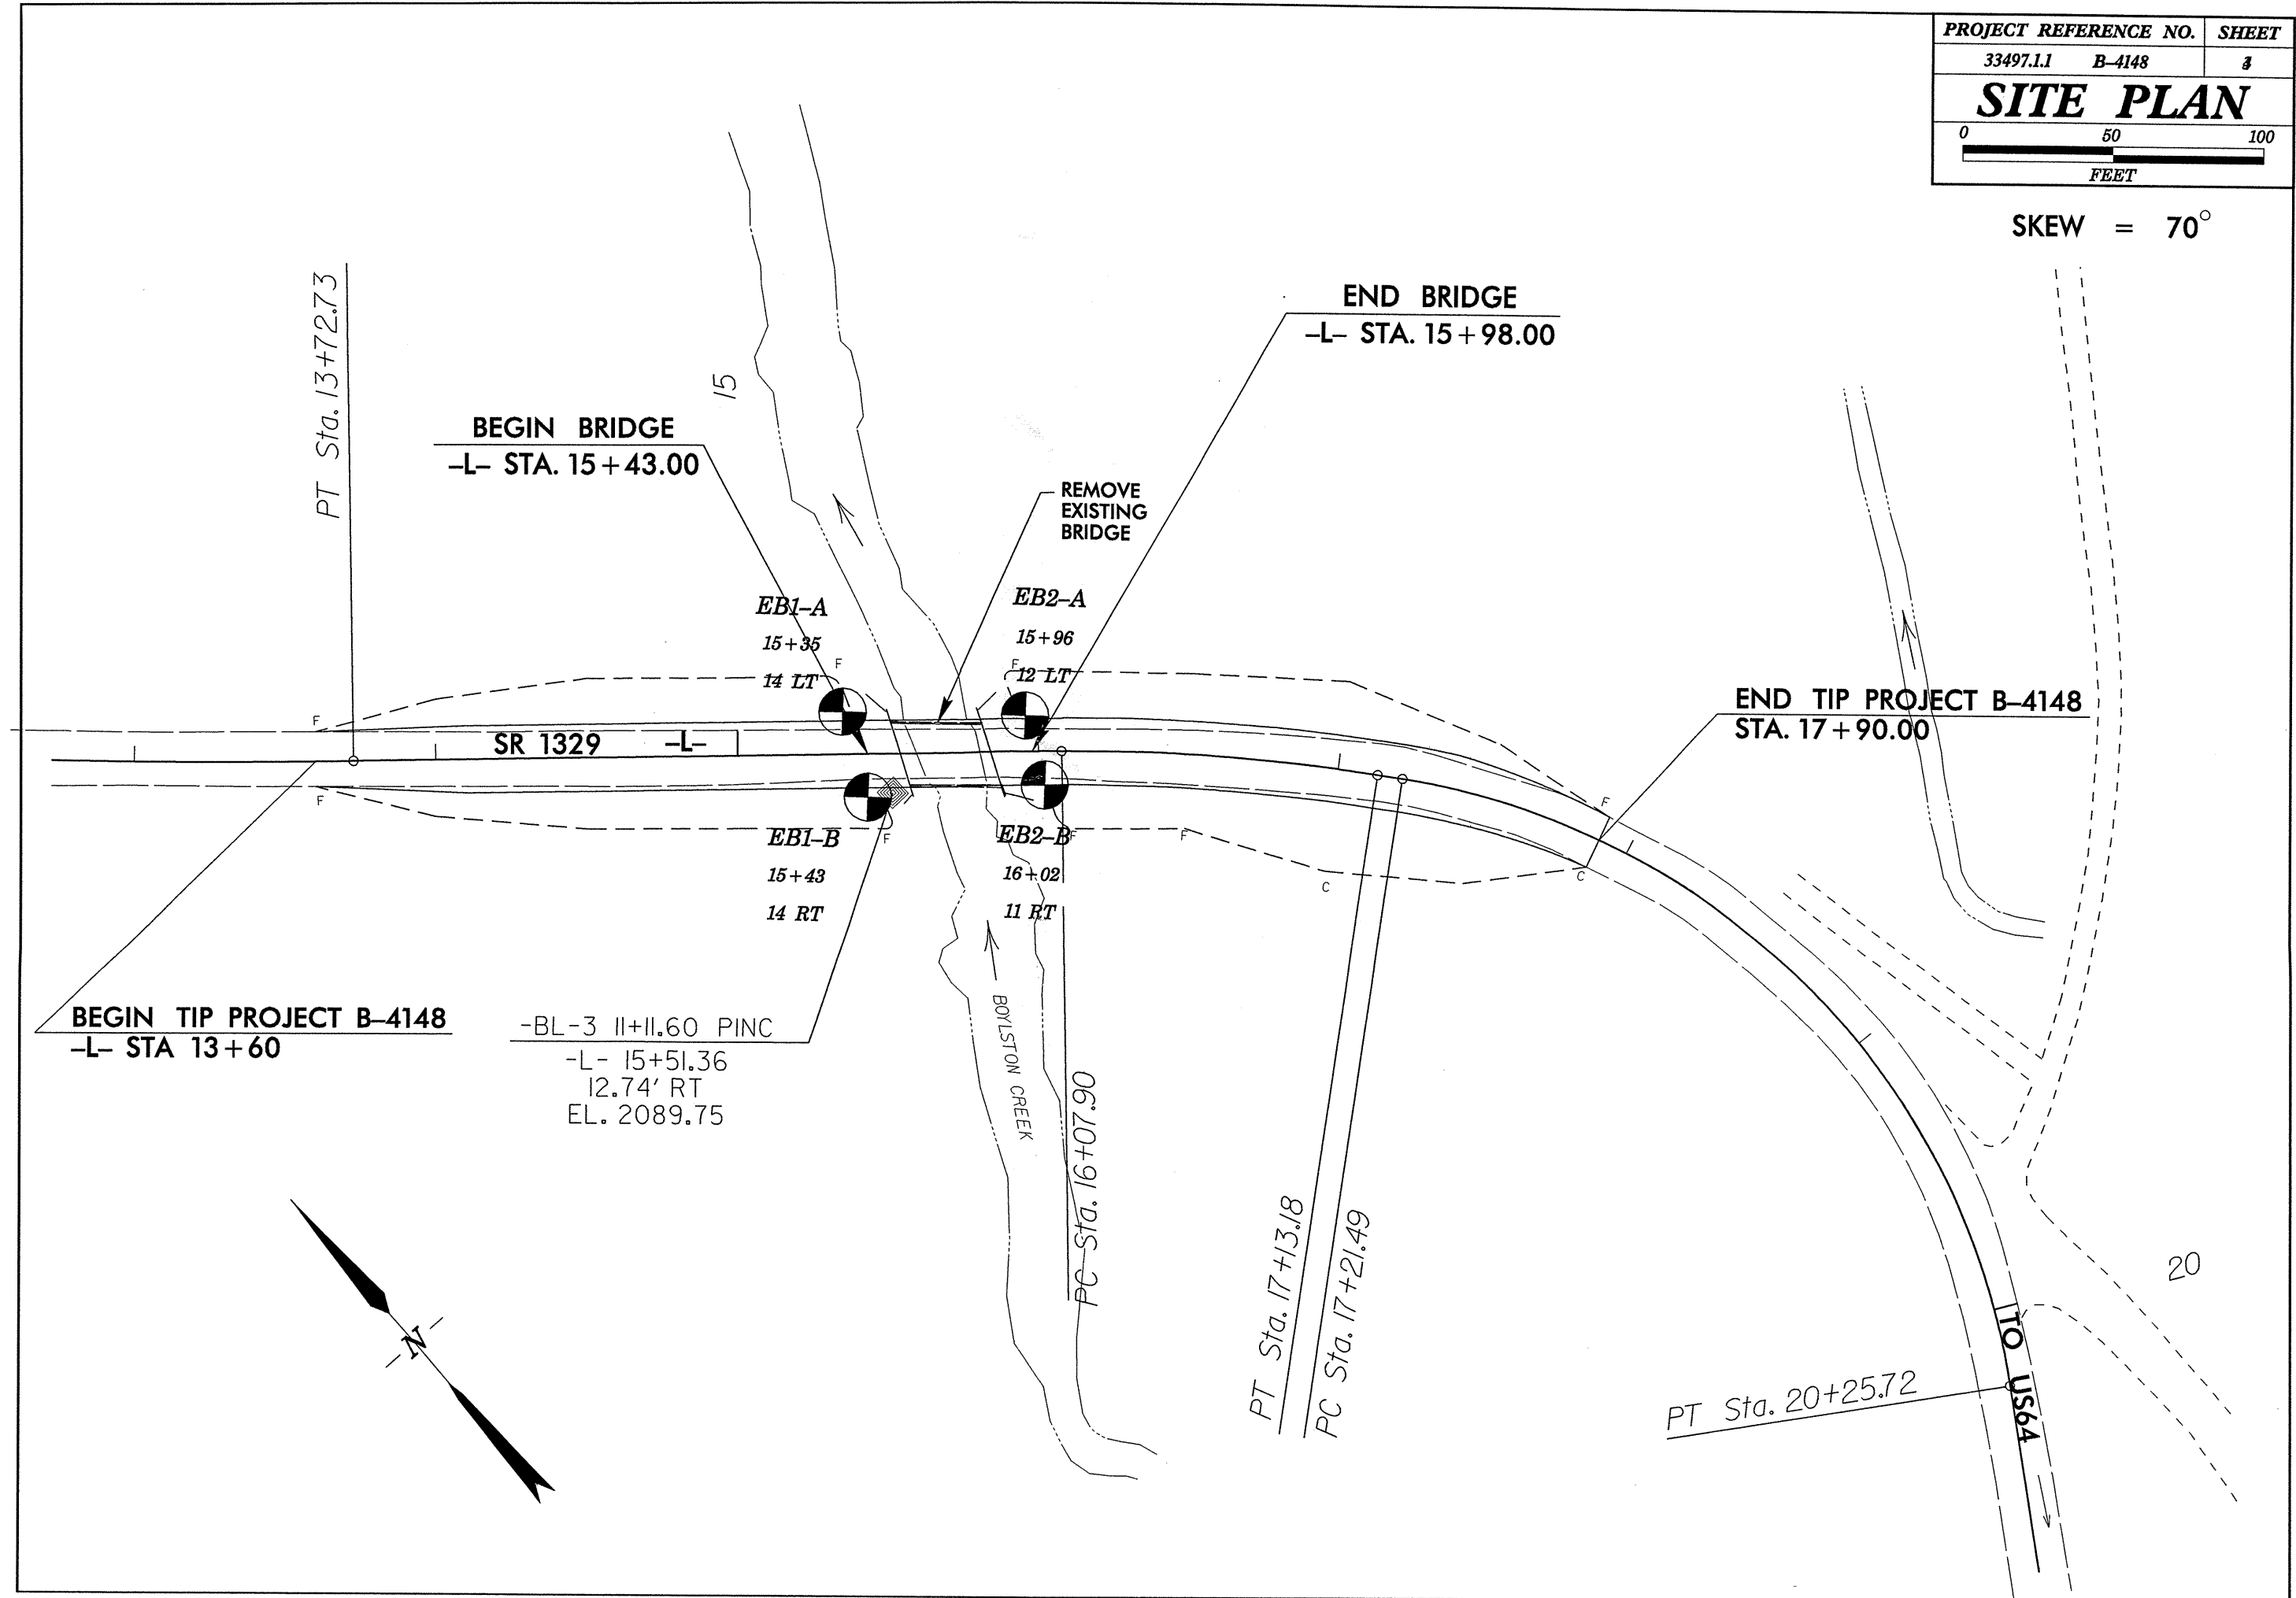 PROJECT REFERENCE NO. SHEET
33497.1.1 B-4148
SITE PLAN
0 50 100
FEET
SKEW = 70°
PT Sta. 13+72.73
15
END BRIDGE
-L- STA. 15+98.00
BEGIN BRIDGE
-L- STA. 15+43.00
REMOVE
EXISTING
BRIDGE
EB1-A
15+35
14 LT
EB2-A
15+96
12 LT
F
F
F
END TIP PROJECT B-4148
STA. 17+90.00
SR 1329 -L-
F
F
F
F
F
C
C
EB1-B
15+43
14 RT
EB2-B
16+02
11 RT
BEGIN TIP PROJECT B-4148
-L- STA 13+60
-BL-3 11+11.60 PINC
-L- 15+51.36
12.74' RT
EL. 2089.75
BOYLSTON CREEK
PC Sta. 16+07.90
PT Sta. 17+13.18
PC Sta. 17+21.49
20
N
TO US64
PT Sta. 20+25.72